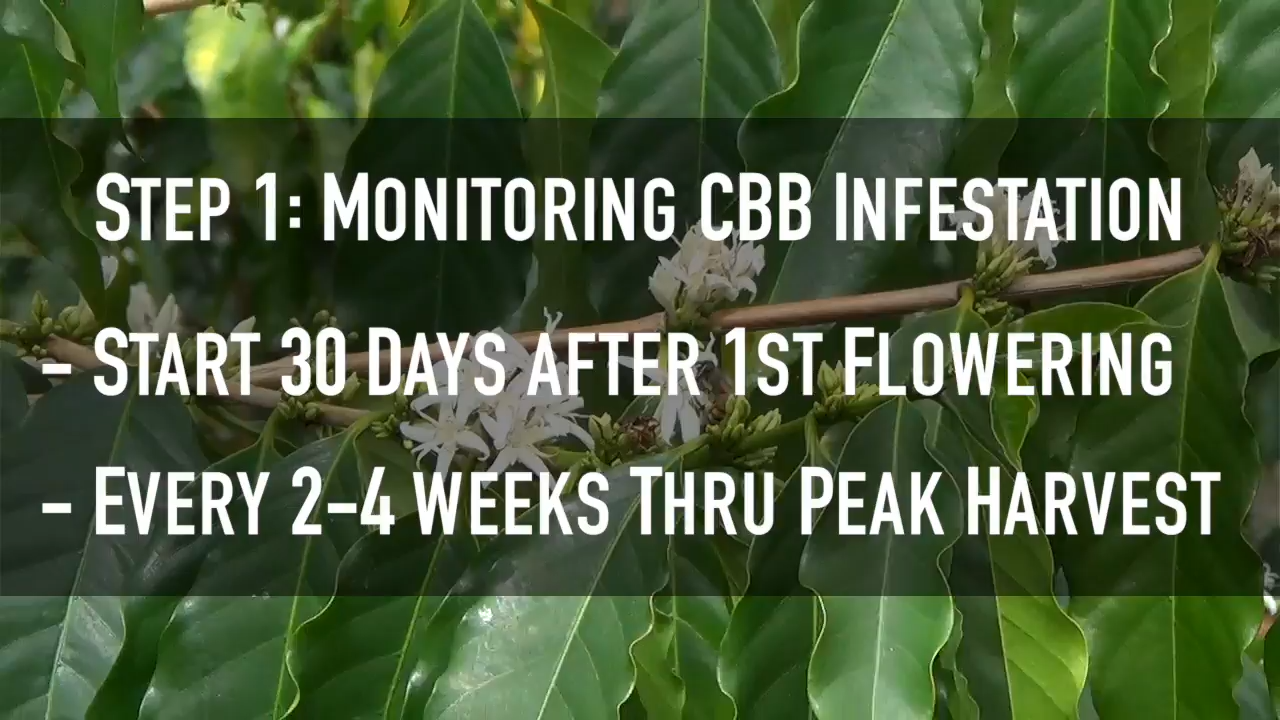 Step 1: Monitoring CBB Infestation
- Start 30 Days after 1st Flowering
- Every 2-4 weeks Thru Peak Harvest